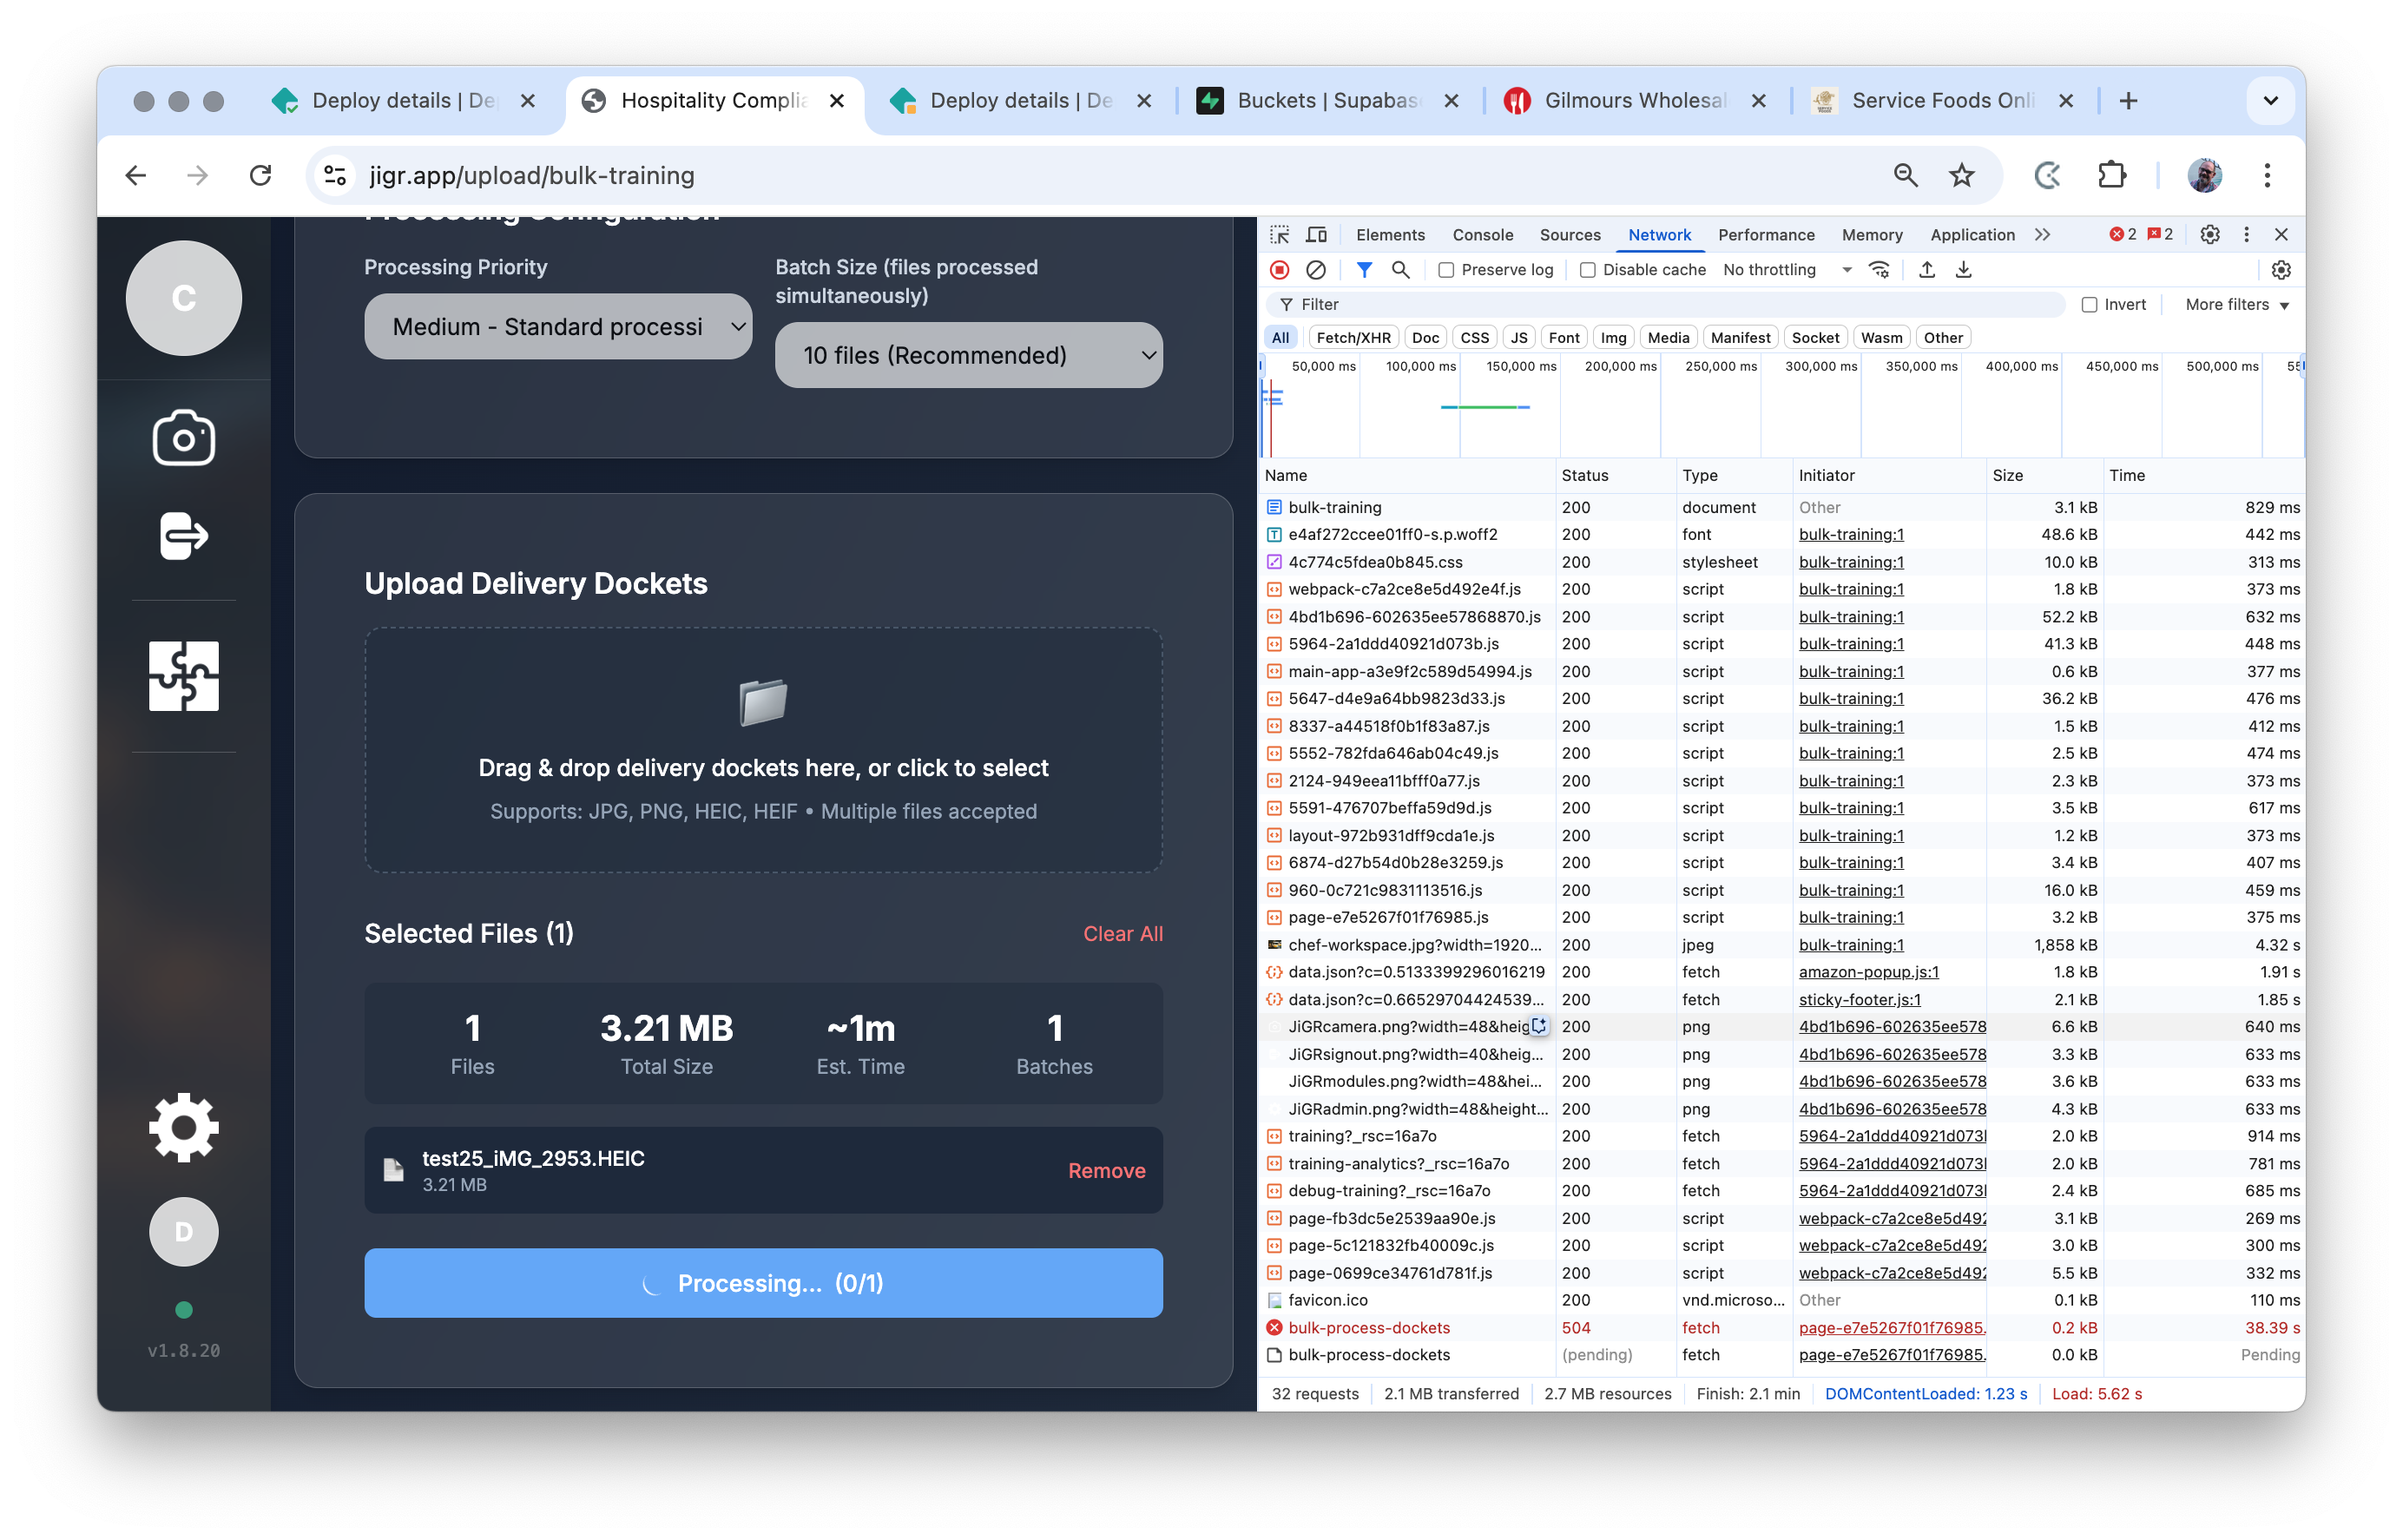 Deploy details | De
Hospitality Complia
Deploy details | De
Buckets | Supabas
Gilmours Wholesal
Service Foods Onli
jigr.app/upload/bulk-training
C
D
v1.8.20
Processing Configuration
Processing Priority
Medium - Standard processi
Batch Size (files processed
simultaneously)
10 files (Recommended)
Upload Delivery Dockets
Drag & drop delivery dockets here, or click to select
Supports: JPG, PNG, HEIC, HEIF • Multiple files accepted
Selected Files (1)
Clear All
1
Files
3.21 MB
Total Size
~1m
Est. Time
1
Batches
test25_iMG_2953.HEIC
3.21 MB
Remove
Processing... (0/1)
Elements Console Sources Network Performance Memory Application 2 2
Preserve log Disable cache No throttling
Filter Invert More filters
All Fetch/XHR Doc CSS JS Font Img Media Manifest Socket Wasm Other
50,000 ms 100,000 ms 150,000 ms 200,000 ms 250,000 ms 300,000 ms 350,000 ms 400,000 ms 450,000 ms 500,000 ms 55
Name Status Type Initiator Size Time
bulk-training 200 document Other 3.1 kB 829 ms
e4af272ccee01ff0-s.p.woff2 200 font bulk-training:1 48.6 kB 442 ms
4c774c5fdea0b845.css 200 stylesheet bulk-training:1 10.0 kB 313 ms
webpack-c7a2ce8e5d492e4f.js 200 script bulk-training:1 1.8 kB 373 ms
4bd1b696-602635ee57868870.js 200 script bulk-training:1 52.2 kB 632 ms
5964-2a1ddd40921d073b.js 200 script bulk-training:1 41.3 kB 448 ms
main-app-a3e9f2c589d54994.js 200 script bulk-training:1 0.6 kB 377 ms
5647-d4e9a64bb9823d33.js 200 script bulk-training:1 36.2 kB 476 ms
8337-a44518f0b1f83a87.js 200 script bulk-training:1 1.5 kB 412 ms
5552-782fda646ab04c49.js 200 script bulk-training:1 2.5 kB 474 ms
2124-949eea11bfff0a77.js 200 script bulk-training:1 2.3 kB 373 ms
5591-476707beffa59d9d.js 200 script bulk-training:1 3.5 kB 617 ms
layout-972b931dff9cda1e.js 200 script bulk-training:1 1.2 kB 373 ms
6874-d27b54d0b28e3259.js 200 script bulk-training:1 3.4 kB 407 ms
960-0c721c9831113516.js 200 script bulk-training:1 16.0 kB 459 ms
page-e7e5267f01f76985.js 200 script bulk-training:1 3.2 kB 375 ms
chef-workspace.jpg?width=1920... 200 jpeg bulk-training:1 1,858 kB 4.32 s
data.json?c=0.5133399296016219 200 fetch amazon-popup.js:1 1.8 kB 1.91 s
data.json?c=0.66529704424539... 200 fetch sticky-footer.js:1 2.1 kB 1.85 s
JiGRcamera.png?width=48&heig 200 png 4bd1b696-602635ee578 6.6 kB 640 ms
JiGRsignout.png?width=40&heig... 200 png 4bd1b696-602635ee578 3.3 kB 633 ms
JiGRmodules.png?width=48&hei... 200 png 4bd1b696-602635ee578 3.6 kB 633 ms
JiGRadmin.png?width=48&height... 200 png 4bd1b696-602635ee578 4.3 kB 633 ms
training?_rsc=16a7o 200 fetch 5964-2a1ddd40921d073b 2.0 kB 914 ms
training-analytics?_rsc=16a7o 200 fetch 5964-2a1ddd40921d073b 2.0 kB 781 ms
debug-training?_rsc=16a7o 200 fetch 5964-2a1ddd40921d073b 2.4 kB 685 ms
page-fb3dc5e2539aa90e.js 200 script webpack-c7a2ce8e5d492 3.1 kB 269 ms
page-5c121832fb40009c.js 200 script webpack-c7a2ce8e5d492 3.0 kB 300 ms
page-0699ce34761d781f.js 200 script webpack-c7a2ce8e5d492 5.5 kB 332 ms
favicon.ico 200 vnd.microso... Other 0.1 kB 110 ms
bulk-process-dockets 504 fetch page-e7e5267f01f76985. 0.2 kB 38.39 s
bulk-process-dockets (pending) fetch page-e7e5267f01f76985. 0.0 kB Pending
32 requests 2.1 MB transferred 2.7 MB resources Finish: 2.1 min DOMContentLoaded: 1.23 s Load: 5.62 s